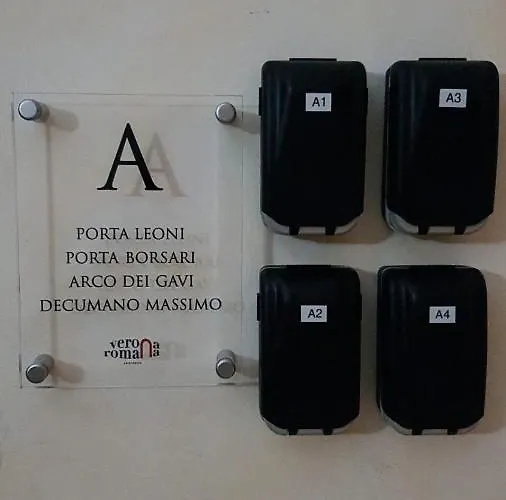 A
PORTA LEONI
PORTA BORSARI
ARCO DEI GAVI
DECUMANO MASSIMO
verona
romana
A1
A3
A2
A4